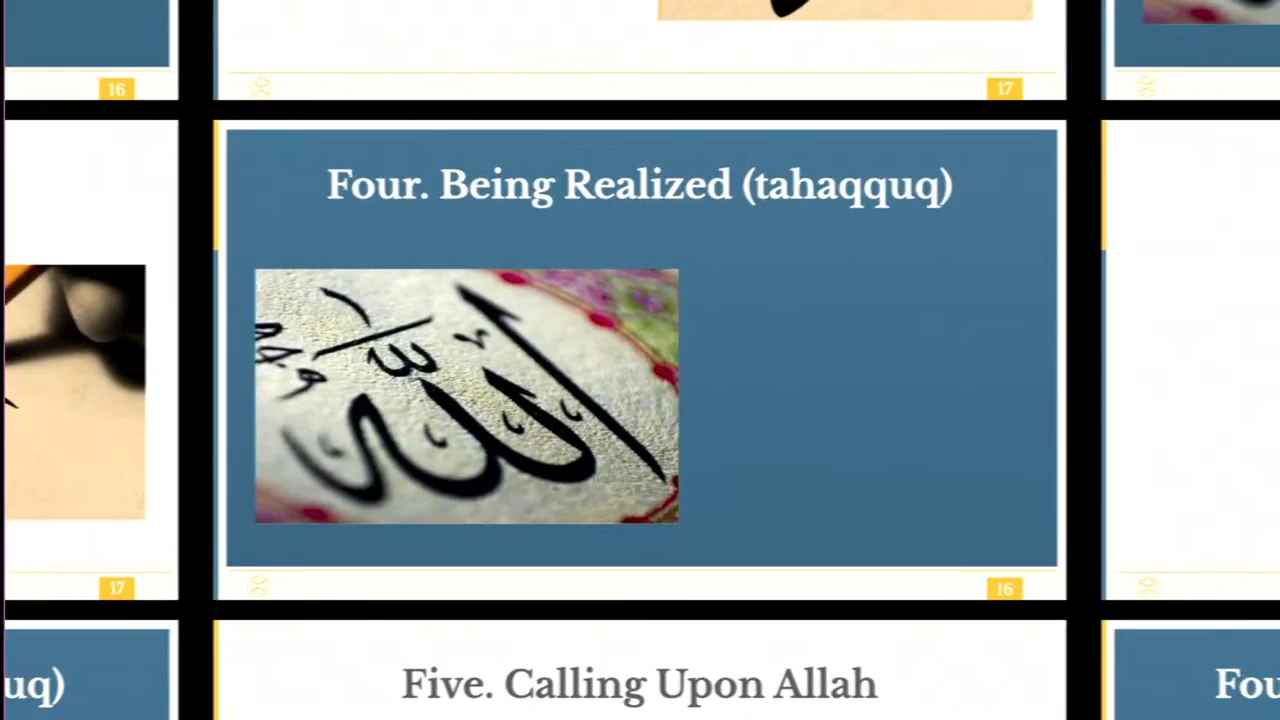 16
17
Four. Being Realized (tahaqquq)
الله
17
16
uq)
Five. Calling Upon Allah
Fou